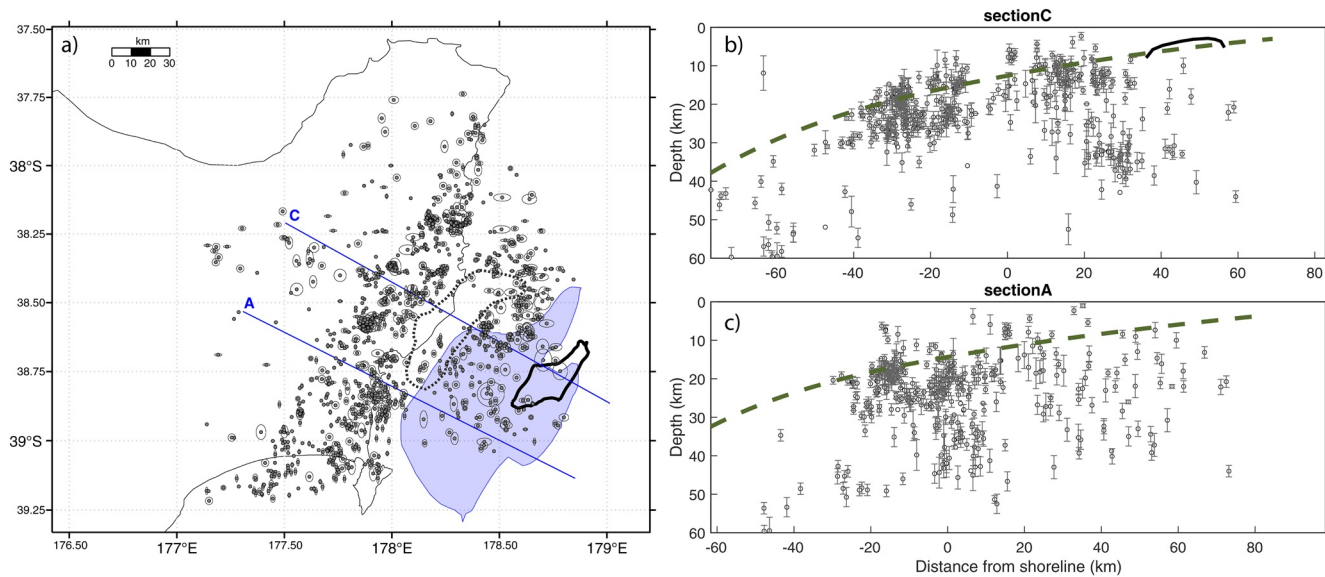 37.50
a)
km
0 10 20 30
37.75
38°S
C
38.25
A
38.50
38.75
39°S
39.25
176.50 177°E 177.50 178°E 178.50 179°E
sectionC
b)
0
10
20
30
40
50
60
Depth (km)
-60 -40 -20 0 20 40 60 80
sectionA
c)
0
10
20
30
40
50
60
Depth (km)
-60 -40 -20 0 20 40 60 80
Distance from shoreline (km)